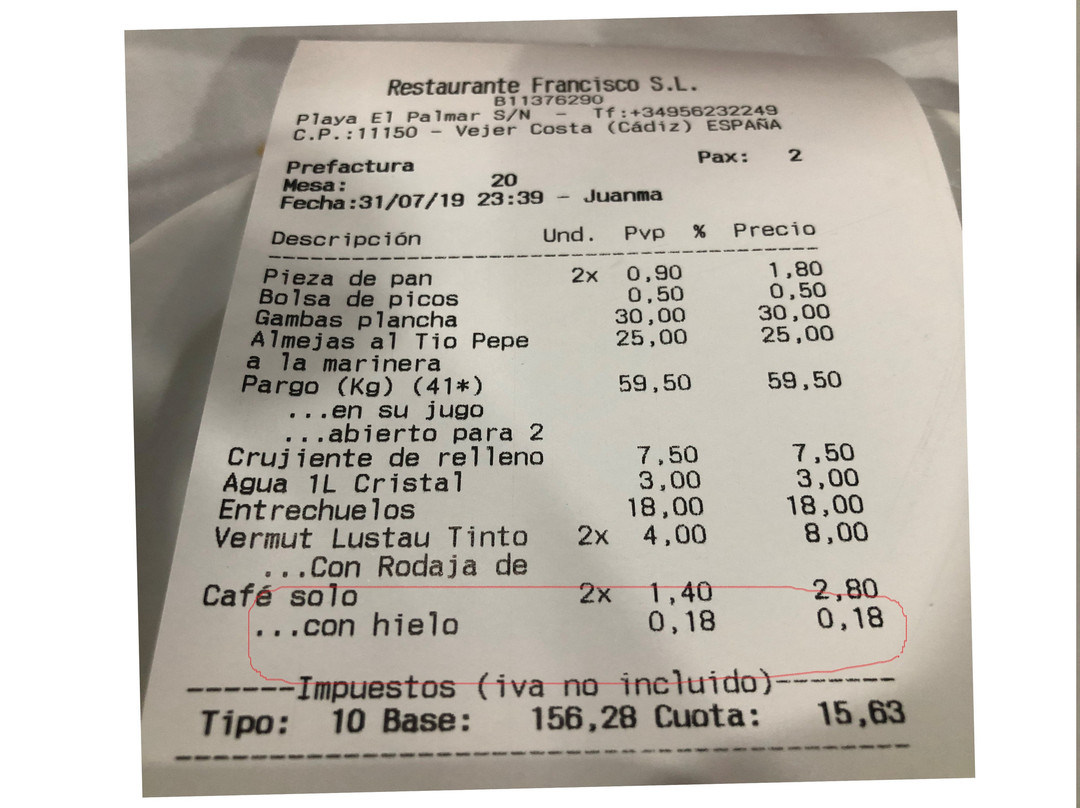 Restaurante Francisco S.L.
B11376290
Playa El Palmar S/N - Tf:+34956232249
C.P.:11150 - Vejer Costa (Cádiz) ESPAÑA
Prefactura Pax: 2
Mesa: 20
Fecha:31/07/19 23:39 - Juanma
Descripción Und. Pvp % Precio
Pieza de pan 2x 0,90 1,80
Bolsa de picos 0,50 0,50
Gambas plancha 30,00 30,00
Almejas al Tio Pepe 25,00 25,00
a la marinera
Pargo (Kg) (41*) 59,50 59,50
...en su jugo
...abierto para 2
Crujiente de relleno 7,50 7,50
Agua 1L Cristal 3,00 3,00
Entrechuelos 18,00 18,00
Vermut Lustau Tinto 2x 4,00 8,00
...Con Rodaja de
Café solo 2x 1,40 2,80
...con hielo 0,18 0,18
------Impuestos (iva no incluido)-------
Tipo: 10 Base: 156,28 Cuota: 15,63